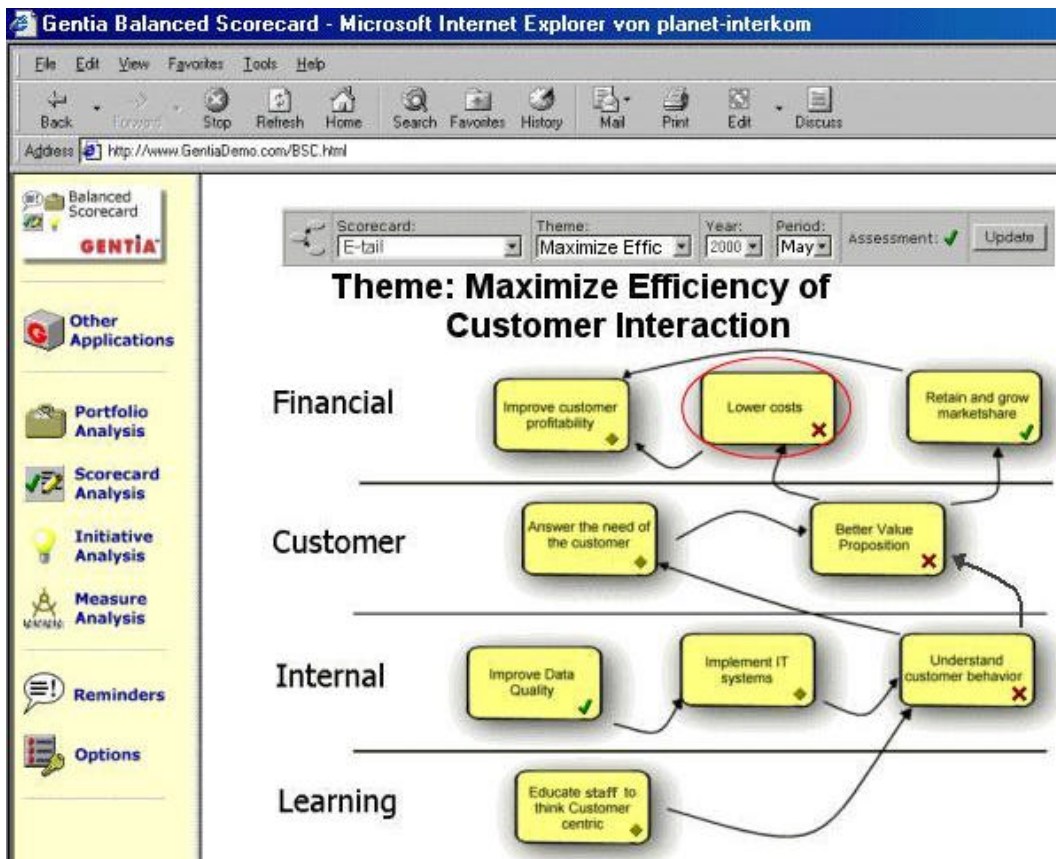 Gentia Balanced Scorecard - Microsoft Internet Explorer von planet-interkom
File Edit View Favorites Tools Help
Back Forward Stop Refresh Home Search Favorites History Mail Print Edit Discuss
Address http://www.GentiaDemo.com/BSC.html
Balanced
Scorecard
GENTIA
Other
Applications
Portfolio
Analysis
Scorecard
Analysis
Initiative
Analysis
Measure
Analysis
Reminders
Options
Scorecard: Theme: Year: Period:
E-tail Maximize Effic 2000 May Assessment: Update
Theme: Maximize Efficiency of
Customer Interaction
Financial
Improve customer
profitability
Lower costs
Retain and grow
marketshare
Customer
Answer the need of
the customer
Better Value
Proposition
Internal
Improve Data
Quality
Implement IT
systems
Understand
customer behavior
Learning
Educate staff to
think Customer
centric